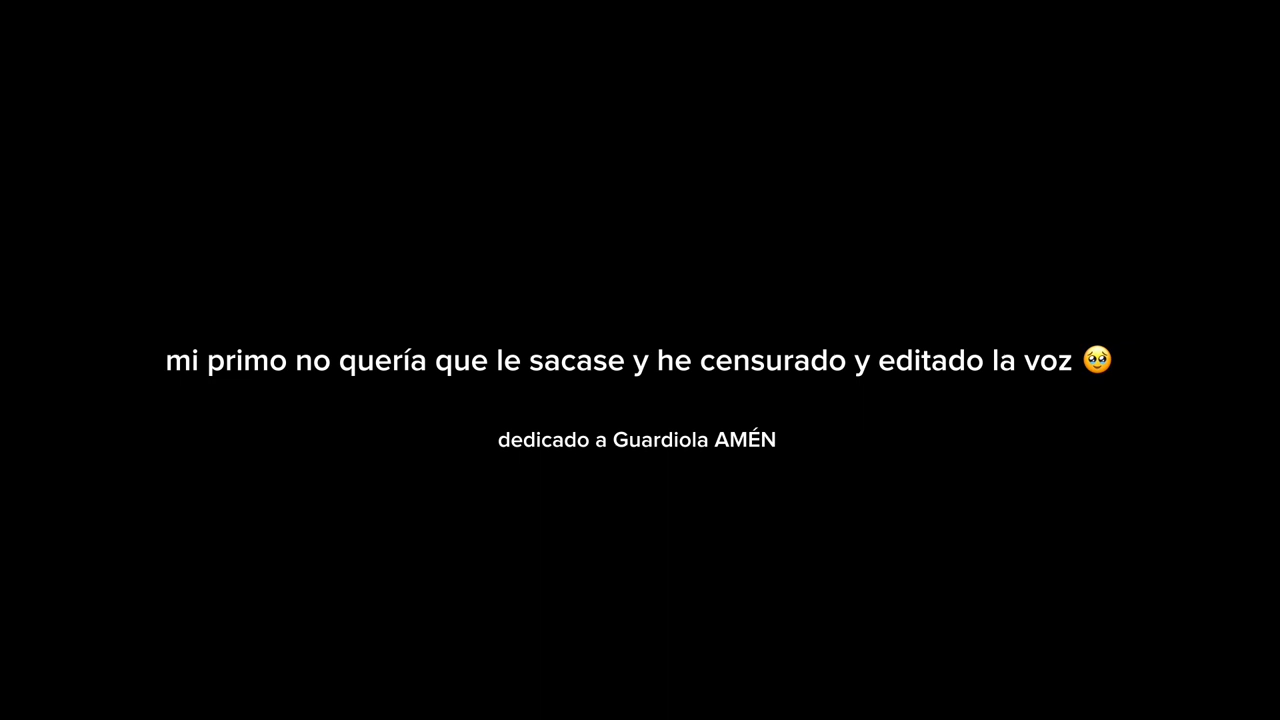 mi primo no quería que le sacase y he censurado y editado la voz 🥹
dedicado a Guardiola AMÉN